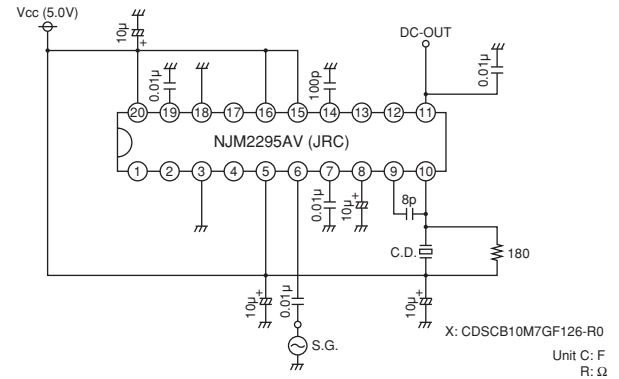 Vcc (5.0V)
10µ
+
DC-OUT
0.01µ
100p
0.01µ
20 19 18 17 16 15 14 13 12 11
NJM2295AV (JRC)
1 2 3 4 5 6 7 8 9 10
0.01µ
10µ
+
8p
C.D.
180
10µ
+
0.01µ
10µ
+
S.G.
X: CDSCB10M7GF126-R0
Unit C: F
R: Ω